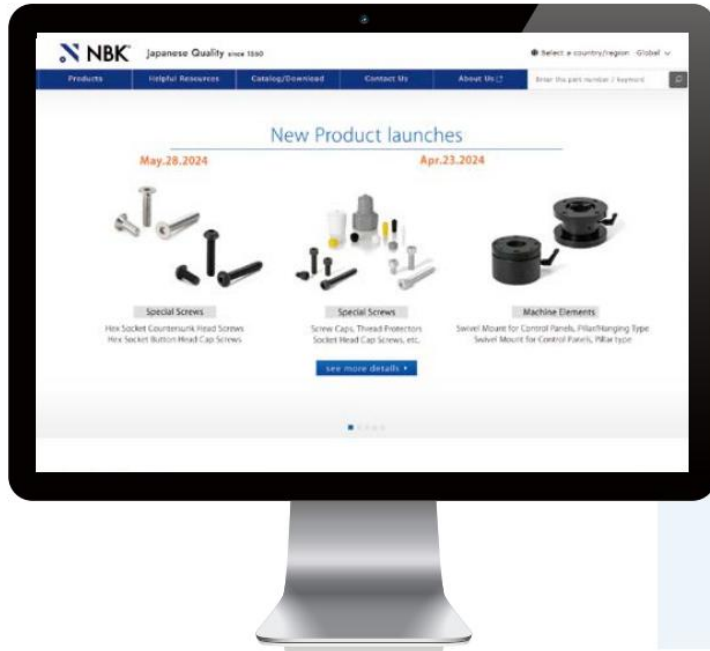 NBK Japanese Quality since 1560
Select a country/region Global
Products Helpful Resources Catalog/Download Contact Us About Us Enter the part number / keyword
New Product launches
May.28.2024 Apr.23.2024
Special Screws Special Screws Machine Elements
Hex Socket Countersunk Head Screws Screw Caps, Thread Protectors Swivel Mount for Control Panels, Pillar/Hanging Type
Hex Socket Button Head Cap Screws Socket Head Cap Screws, etc. Swivel Mount for Control Panels, Pillar type
see more details